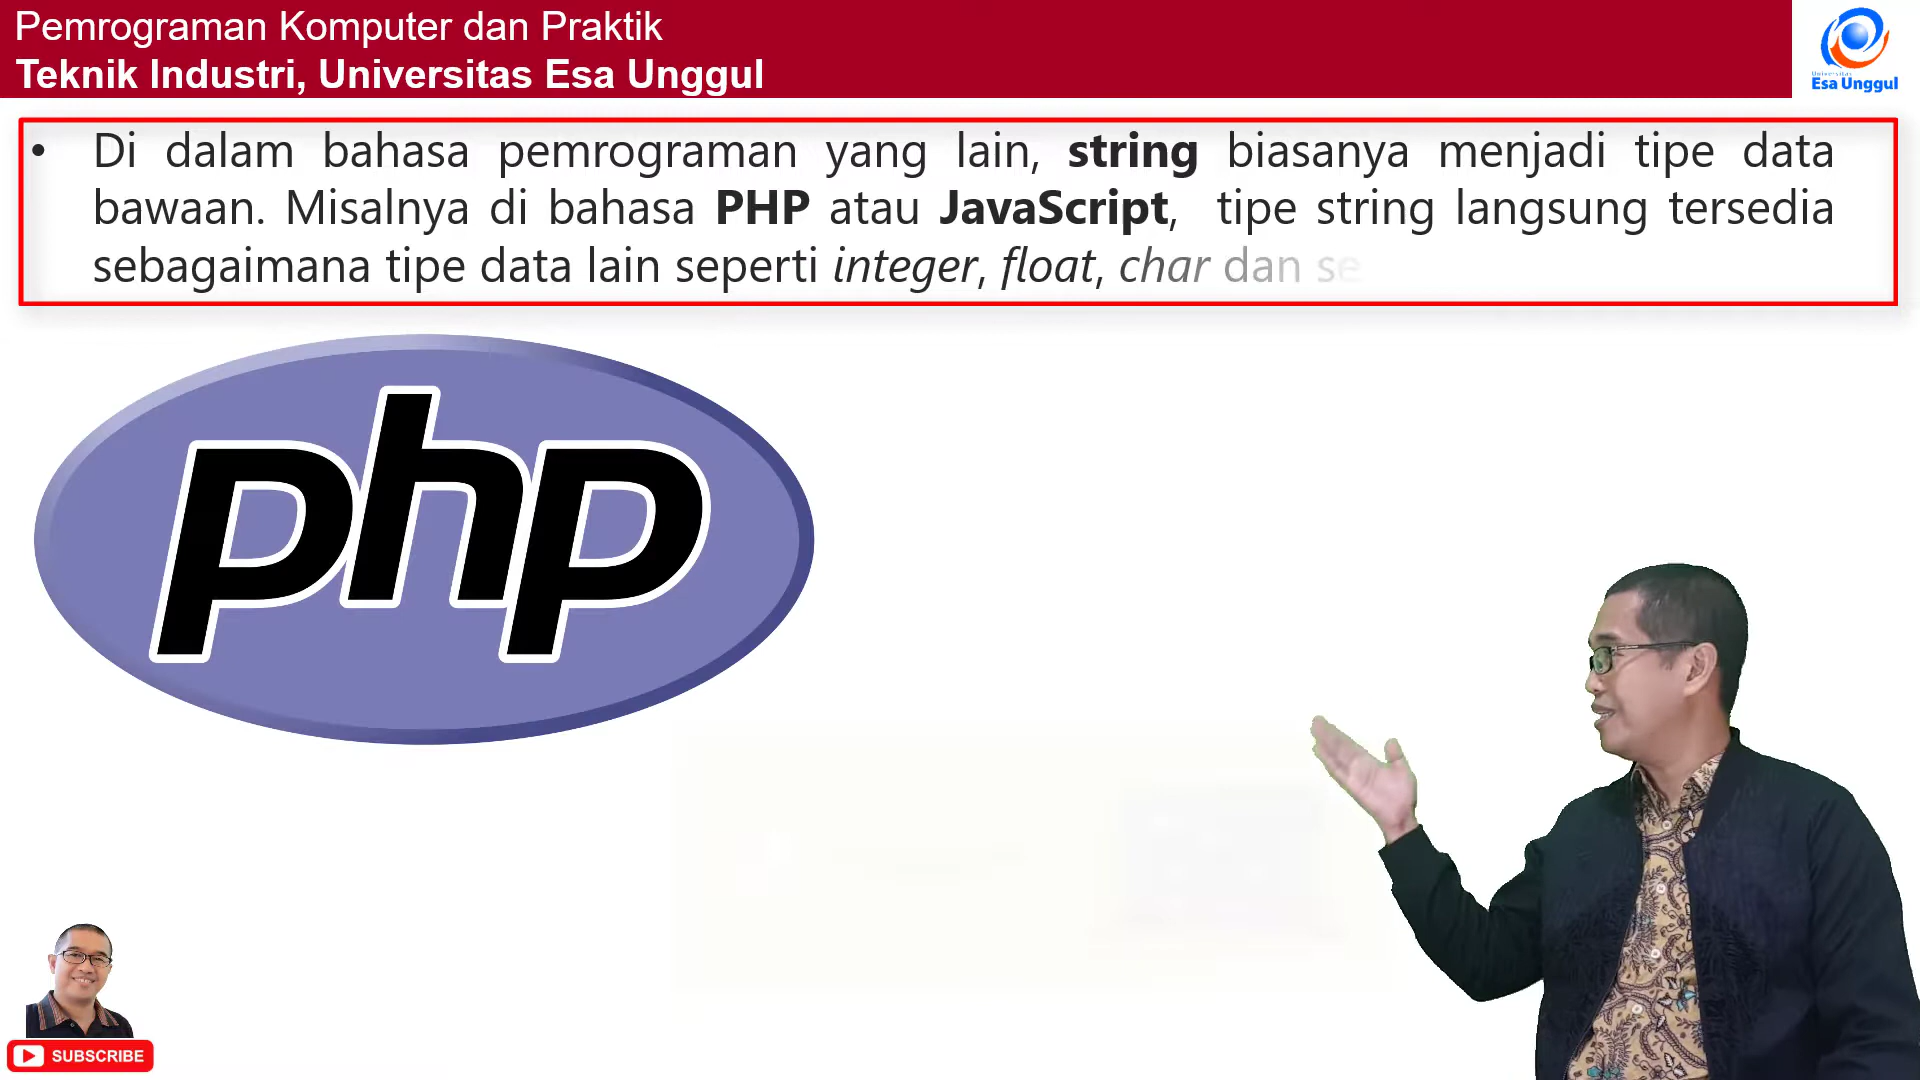 Pemrograman Komputer dan Praktik
Teknik Industri, Universitas Esa Unggul
Universitas
Esa Unggul
• Di dalam bahasa pemrograman yang lain, string biasanya menjadi tipe data
bawaan. Misalnya di bahasa PHP atau JavaScript, tipe string langsung tersedia
sebagaimana tipe data lain seperti integer, float, char dan se
php
SUBSCRIBE